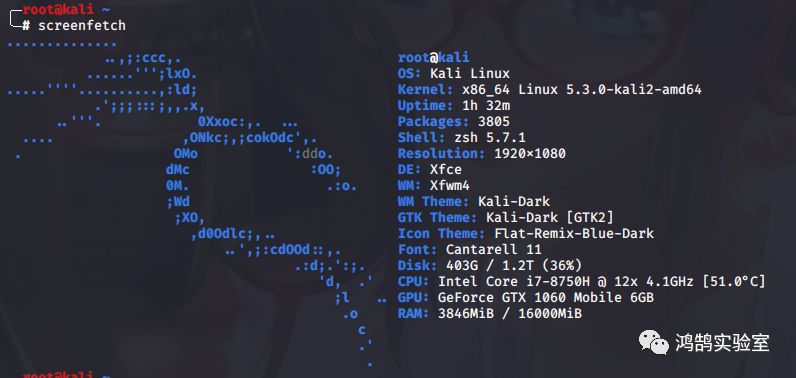 root@kali ~
# screenfetch
root@kali
OS: Kali Linux
Kernel: x86_64 Linux 5.3.0-kali2-amd64
Uptime: 1h 32m
Packages: 3805
Shell: zsh 5.7.1
Resolution: 1920×1080
DE: Xfce
WM: Xfwm4
WM Theme: Kali-Dark
GTK Theme: Kali-Dark [GTK2]
Icon Theme: Flat-Remix-Blue-Dark
Font: Cantarell 11
Disk: 403G / 1.2T (36%)
CPU: Intel Core i7-8750H @ 12x 4.1GHz [51.0°C]
GPU: GeForce GTX 1060 Mobile 6GB
RAM: 3846MiB / 16000MiB
鸿鹄实验室
root@kali ~